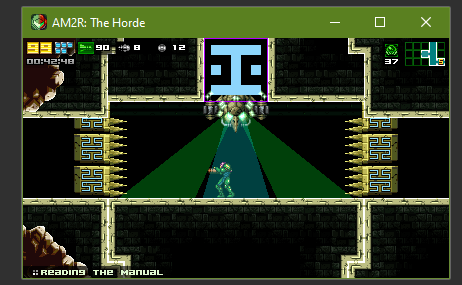 AM2R: The Horde
99 90 8 12
37
00:42:48
::READING THE MANUAL